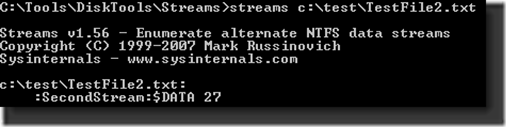 C:\Tools\DiskTools\Streams>streams c:\test\TestFile2.txt
Streams v1.56 - Enumerate alternate NTFS data streams
Copyright (C) 1999-2007 Mark Russinovich
Sysinternals - www.sysinternals.com
c:\test\TestFile2.txt:
:SecondStream:$DATA 27